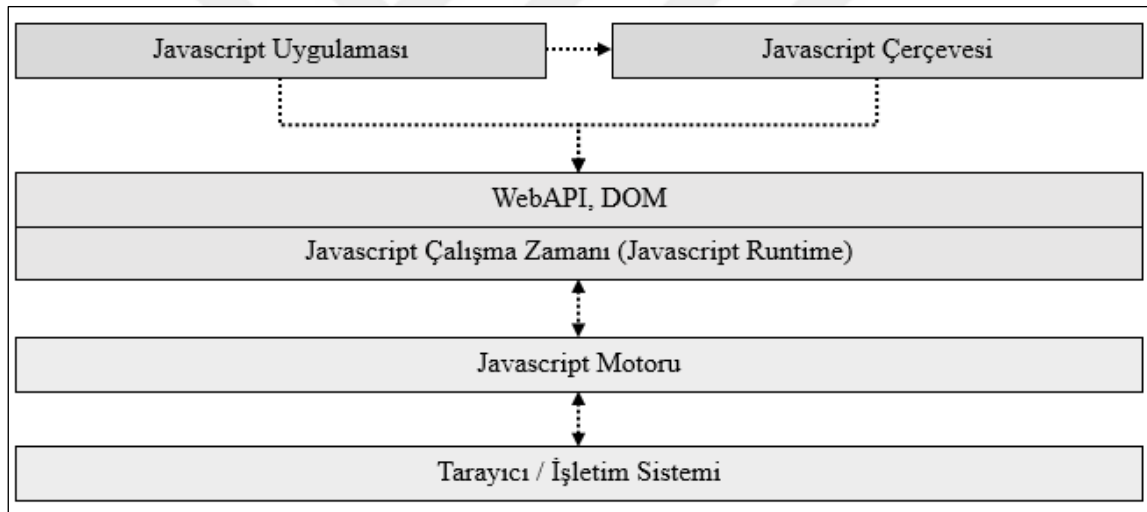 Javascript Uygulaması
Javascript Çerçevesi
WebAPI, DOM
Javascript Çalışma Zamanı (Javascript Runtime)
Javascript Motoru
Tarayıcı / İşletim Sistemi